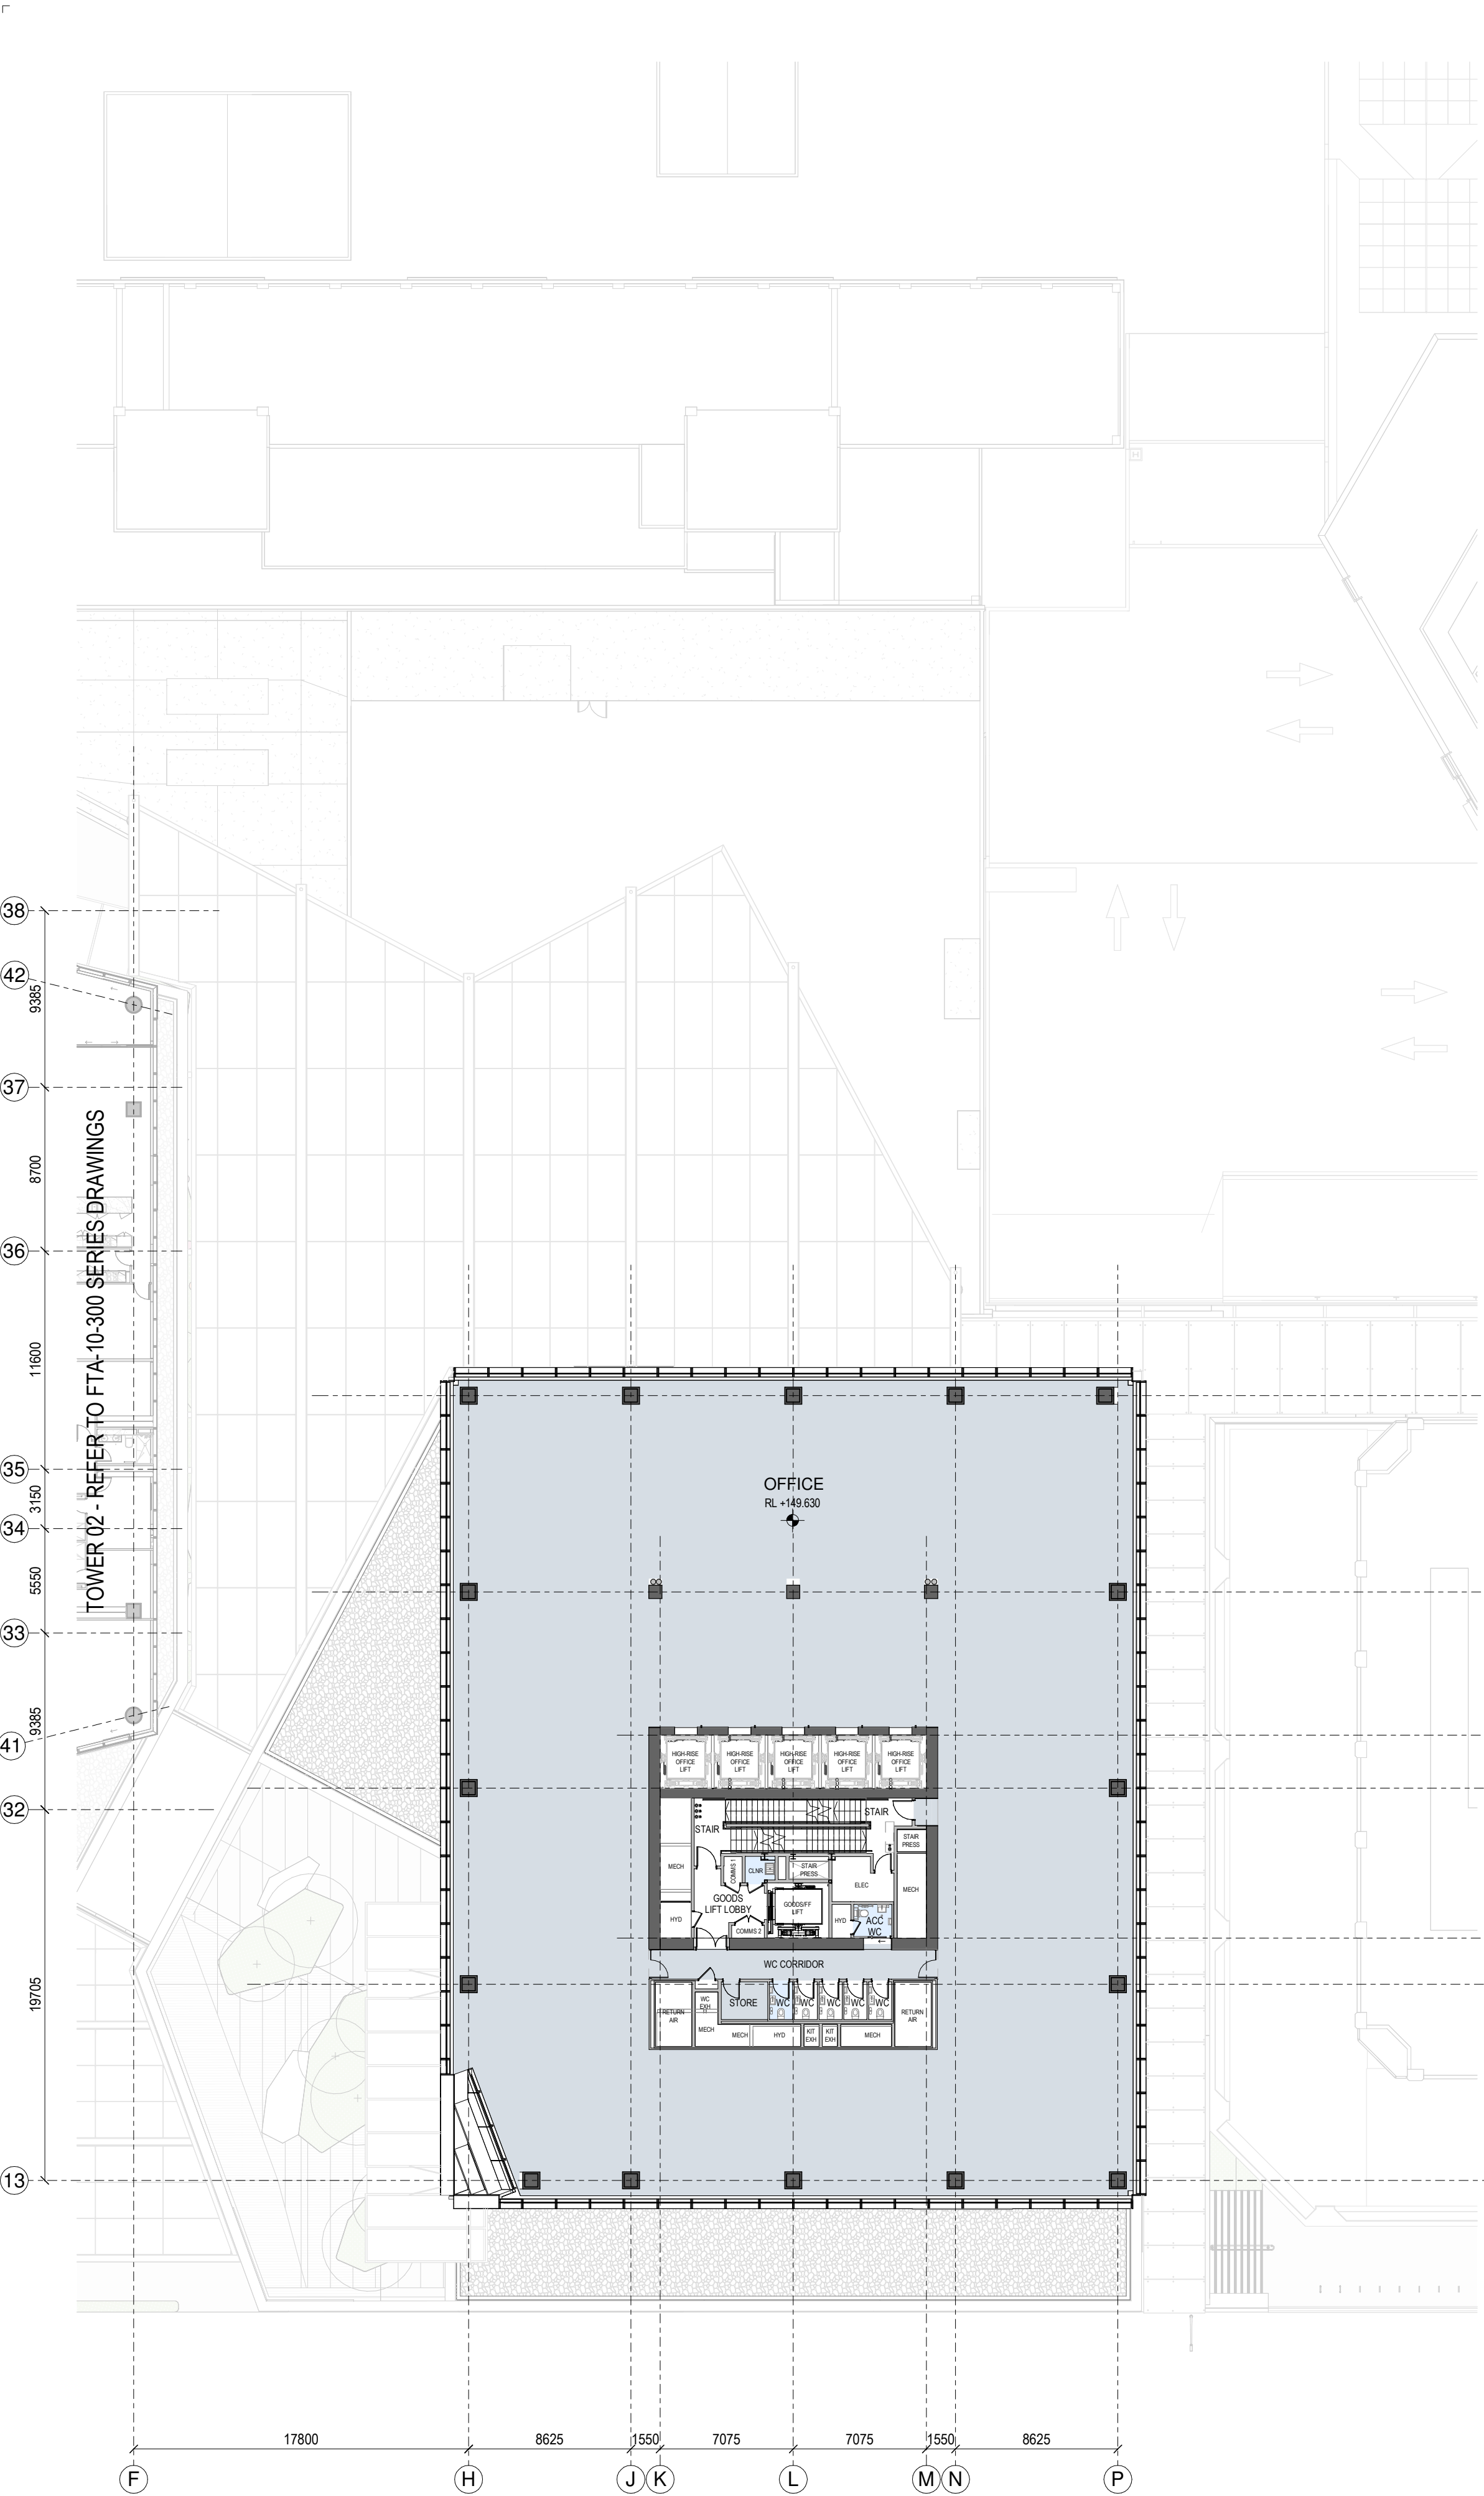 38
42
9385
37
8700
36
11600
TOWER 02 - REFER TO FTA-10-300 SERIES DRAWINGS
35
3150
34
5550
33
9385
41
32
19705
13
OFFICE
RL +149.630
HIGH-RISE
OFFICE
LIFT
HIGH-RISE
OFFICE
LIFT
HIGH-RISE
OFFICE
LIFT
HIGH-RISE
OFFICE
LIFT
HIGH-RISE
OFFICE
LIFT
STAIR
STAIR
STAIR
PRESS
MECH
COMMS 1
CLNR
STAIR
PRESS
ELEC
MECH
GOODS
LIFT LOBBY
GOODS/FF
LIFT
HYD
COMMS 2
HYD
ACC
WC
WC CORRIDOR
RETURN
AIR
WC
EXH
STORE
WC
WC
WC
WC
WC
RETURN
AIR
MECH
MECH
HYD
KIT
EXH
KIT
EXH
MECH
17800
8625
1550
7075
7075
1550
8625
F
H
J
K
L
M
N
P